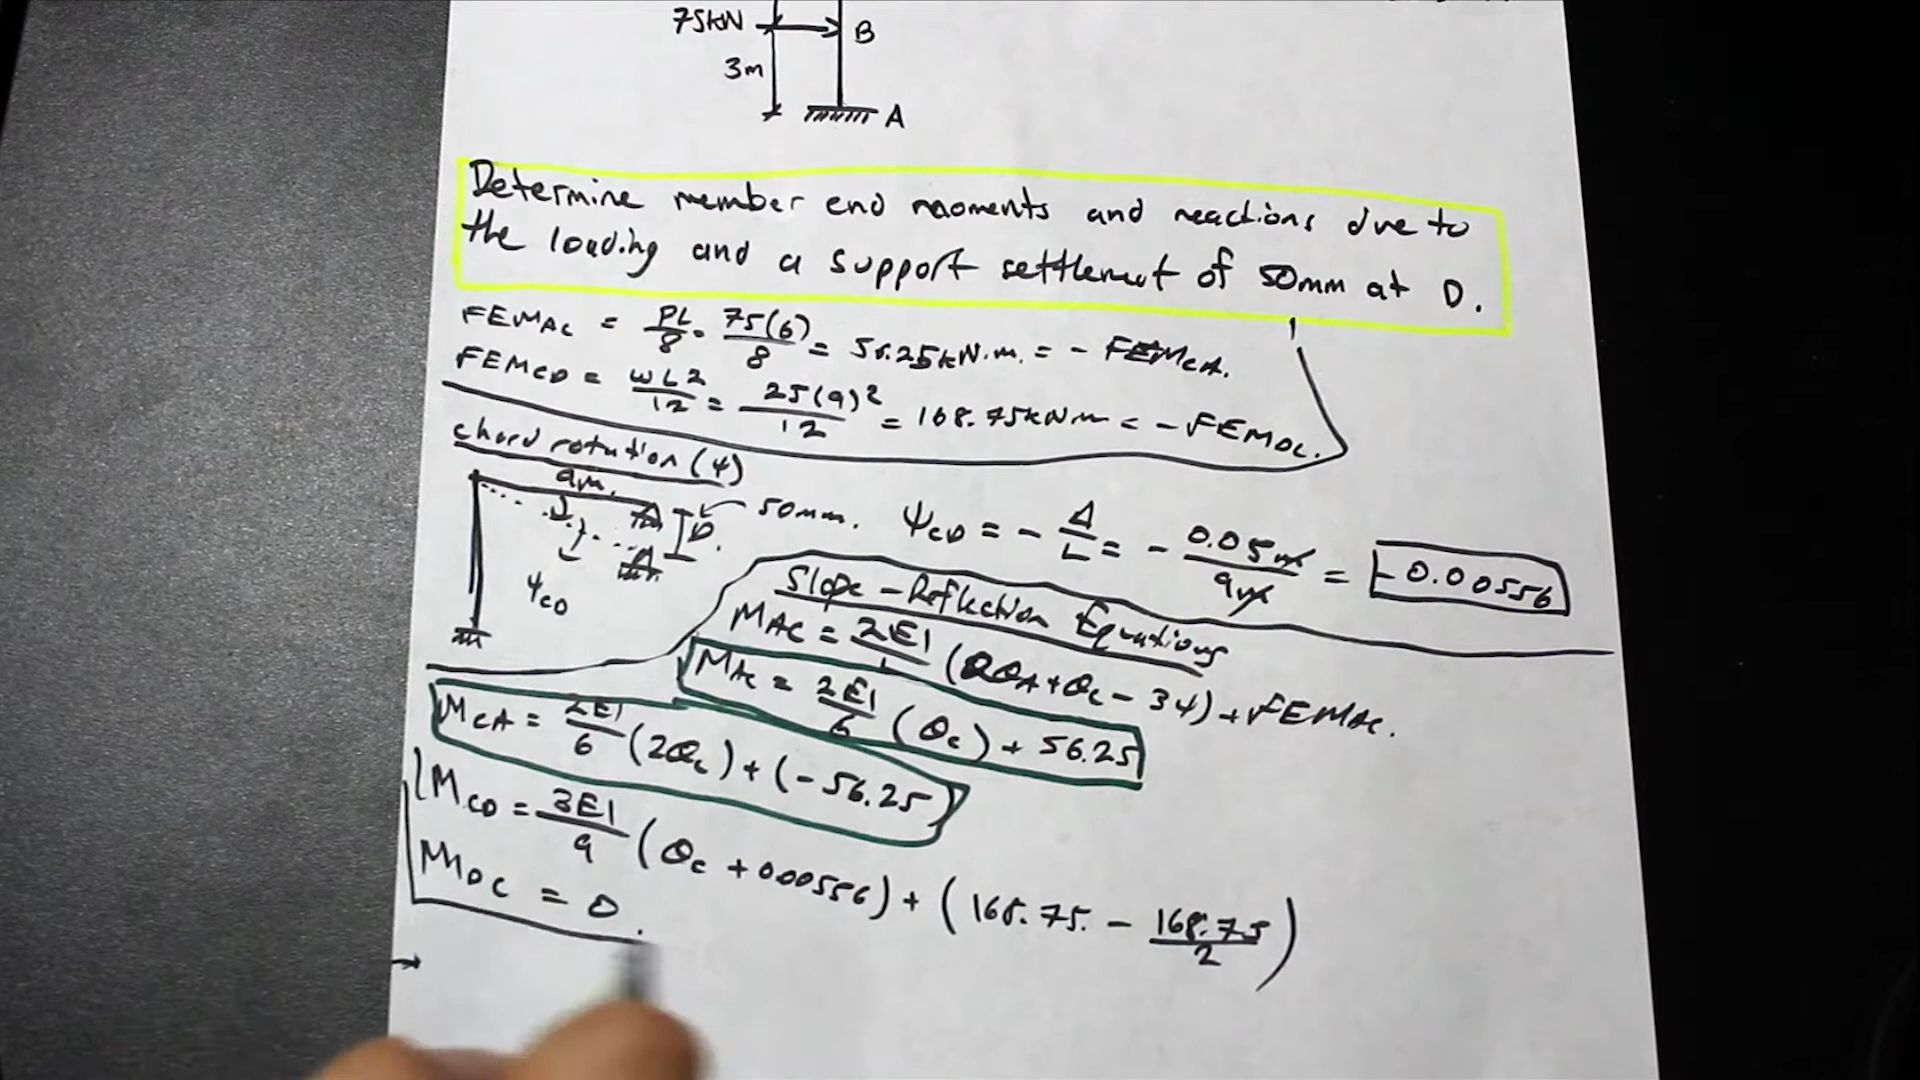 75kN
B
3m
A
Determine member end moments and reactions due to
the loading and a support settlement of 50mm at D.
FEMAC = PL/8 = 75(6)/8 = 56.25kN.m. = - FEMCA.
FEMCD = wL²/12 = 25(9)²/12 = 168.75kNm = - FEMDC.
chord rotation (ψ)
9m.
50mm.
D.
ψCD
ψCD = - Δ/L = - 0.05m/9m = - 0.00556
Slope - Deflection Equations
MAC = 2EI/L (2θA + θC - 3ψ) + FEMAC.
MAC = 2EI/6 (θC) + 56.25
MCA = 2EI/6 (2θC) + (-56.25)
MCD = 3EI/9 (θC + 0.00556) + (168.75. - 168.75/2)
MDC = 0.
→